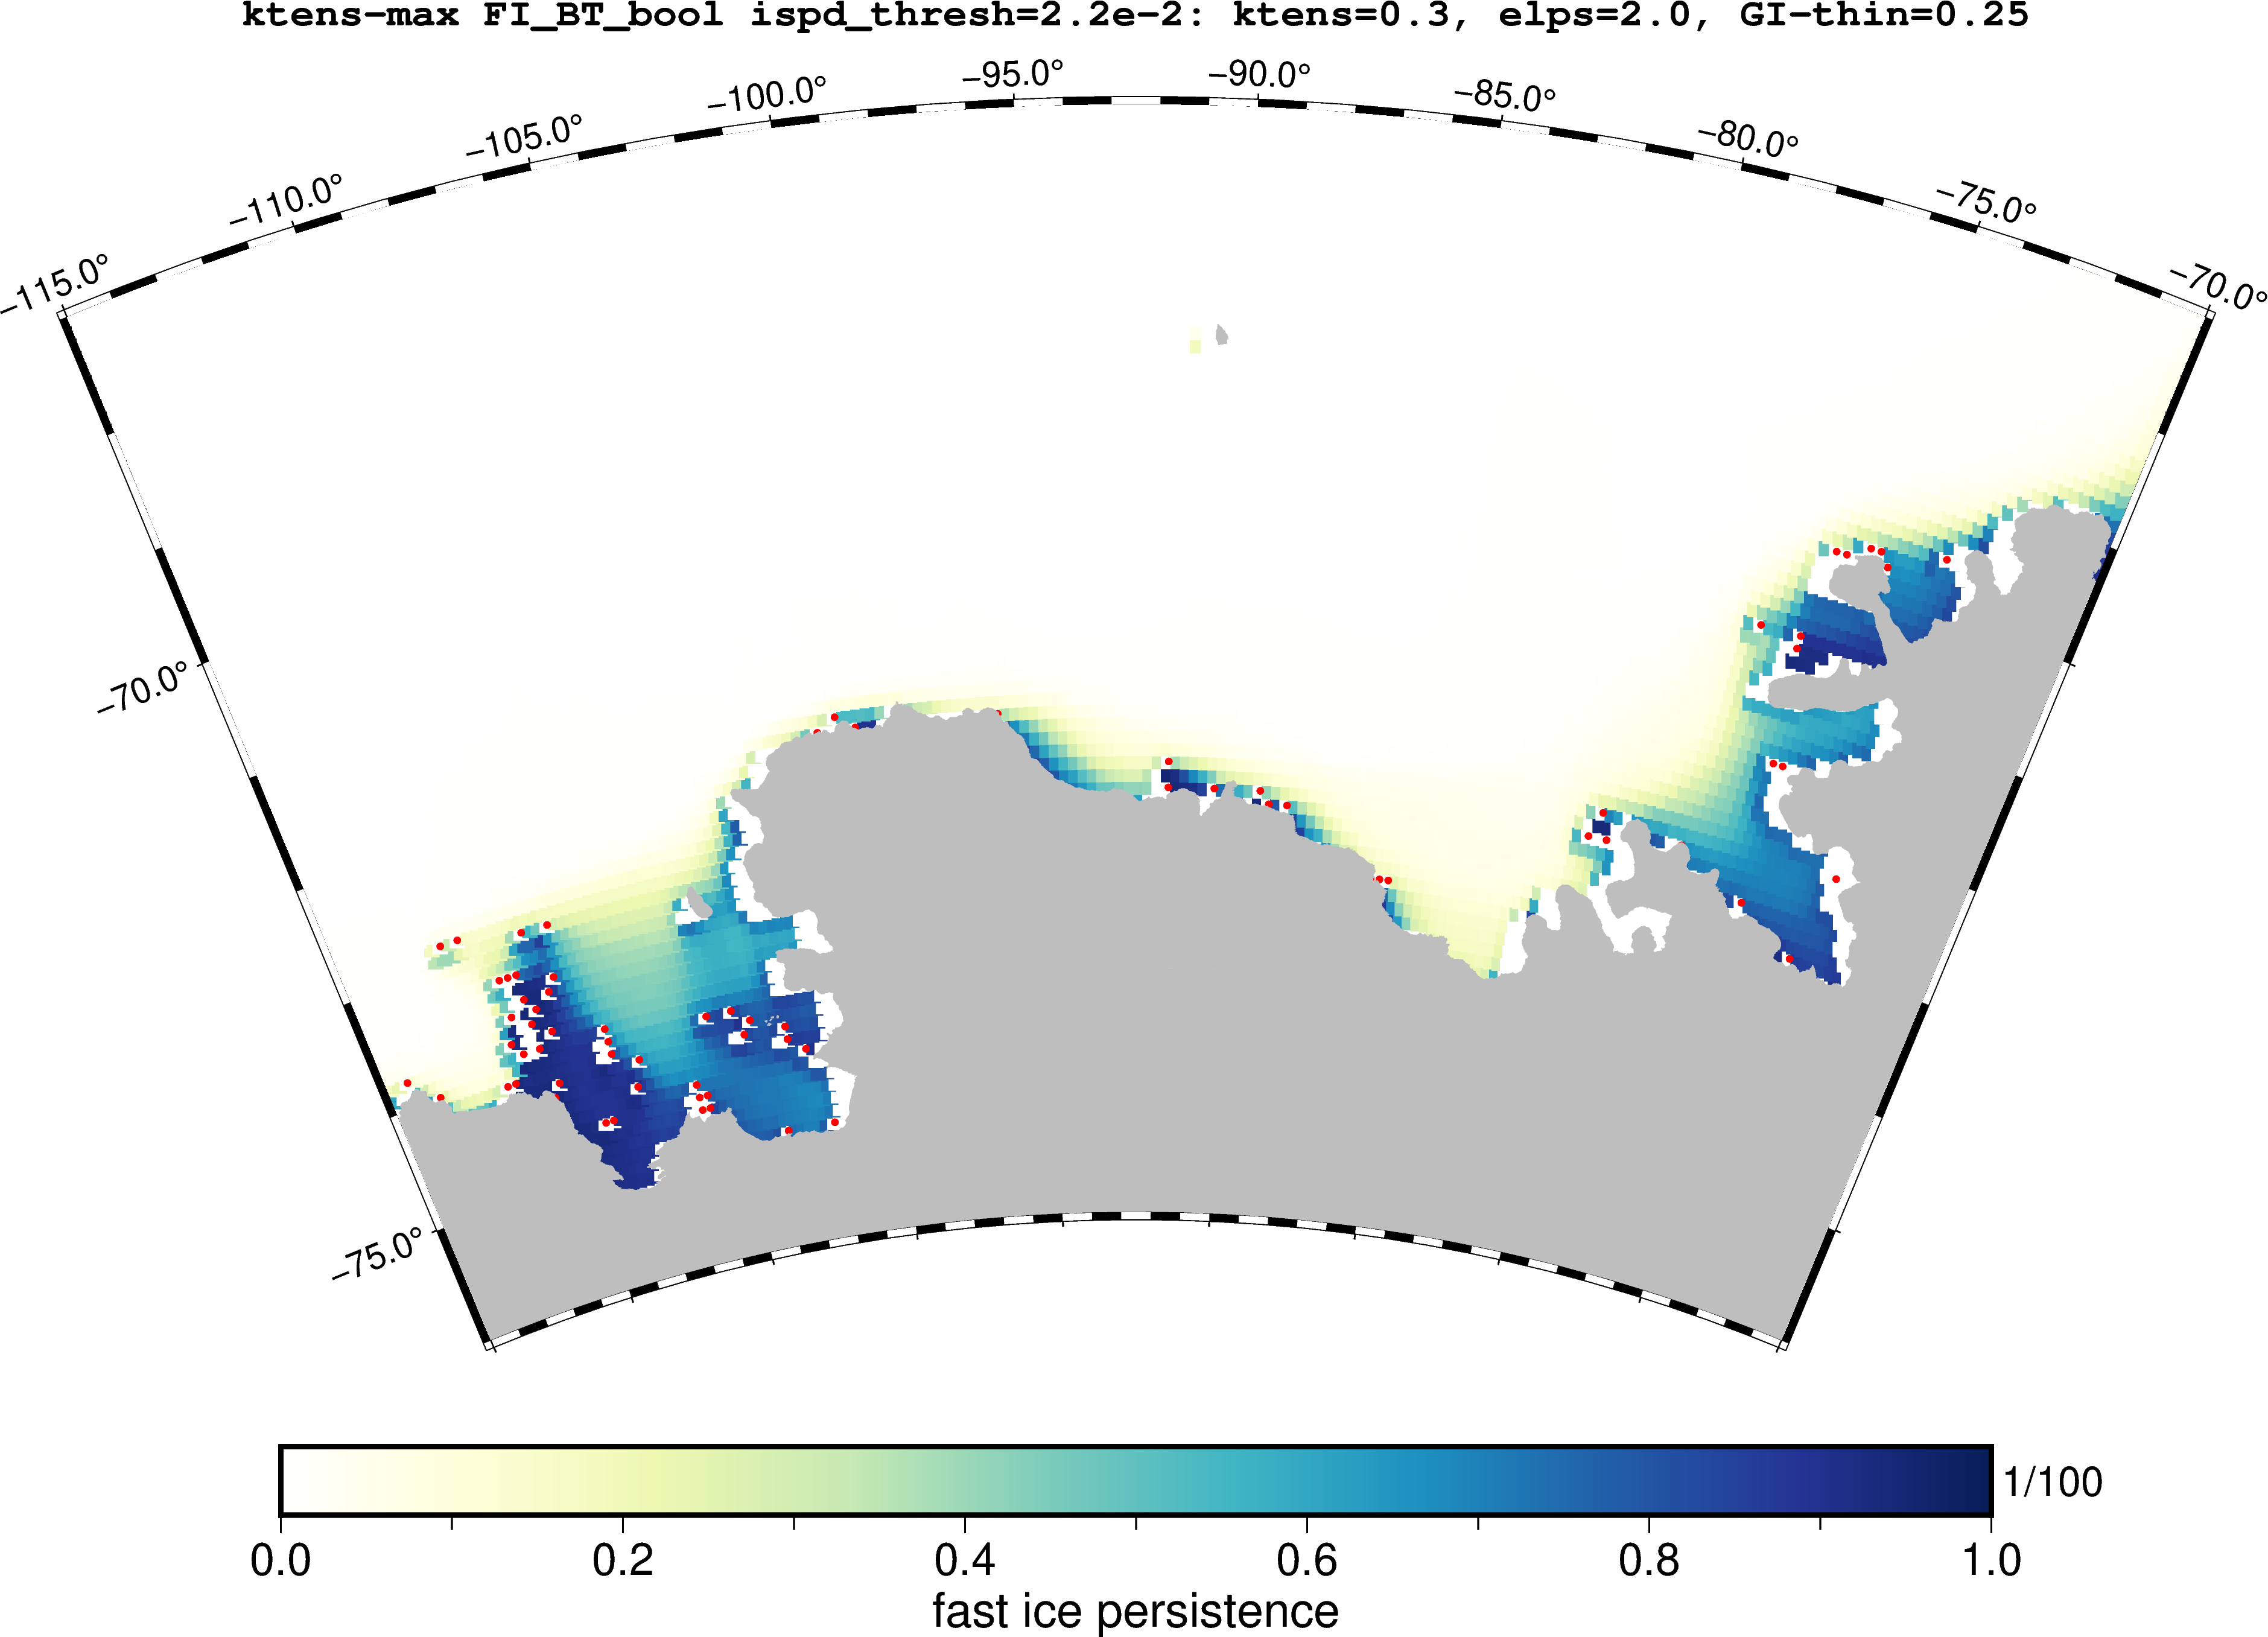 ktens-max FI_BT_bool ispd_thresh=2.2e-2: ktens=0.3, elps=2.0, GI-thin=0.25
-115.0° -110.0° -105.0° -100.0° -95.0° -90.0° -85.0° -80.0° -75.0° -70.0°
-70.0°
-75.0°
1/100
0.0 0.2 0.4 0.6 0.8 1.0
fast ice persistence